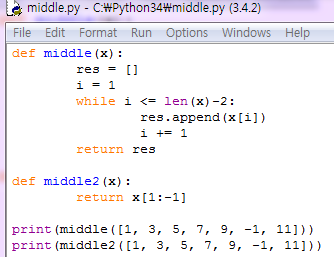 middle.py - C:₩Python34₩middle.py (3.4.2)
File Edit Format Run Options Windows Help
def middle(x):
        res = []
        i = 1
        while i <= len(x)-2:
                res.append(x[i])
                i += 1
        return res

def middle2(x):
        return x[1:-1]

print(middle([1, 3, 5, 7, 9, -1, 11]))
print(middle2([1, 3, 5, 7, 9, -1, 11]))